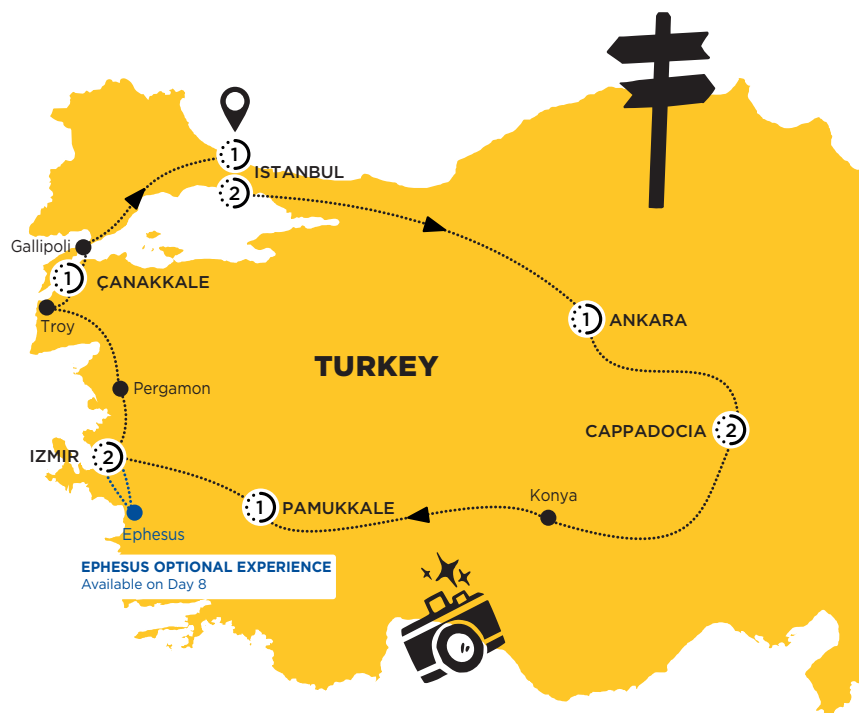 1
ISTANBUL
2
Gallipoli
1
ÇANAKKALE
Troy
1
ANKARA
TURKEY
Pergamon
CAPPADOCIA
2
IZMIR
2
1
PAMUKKALE
Konya
Ephesus
EPHESUS OPTIONAL EXPERIENCE
Available on Day 8